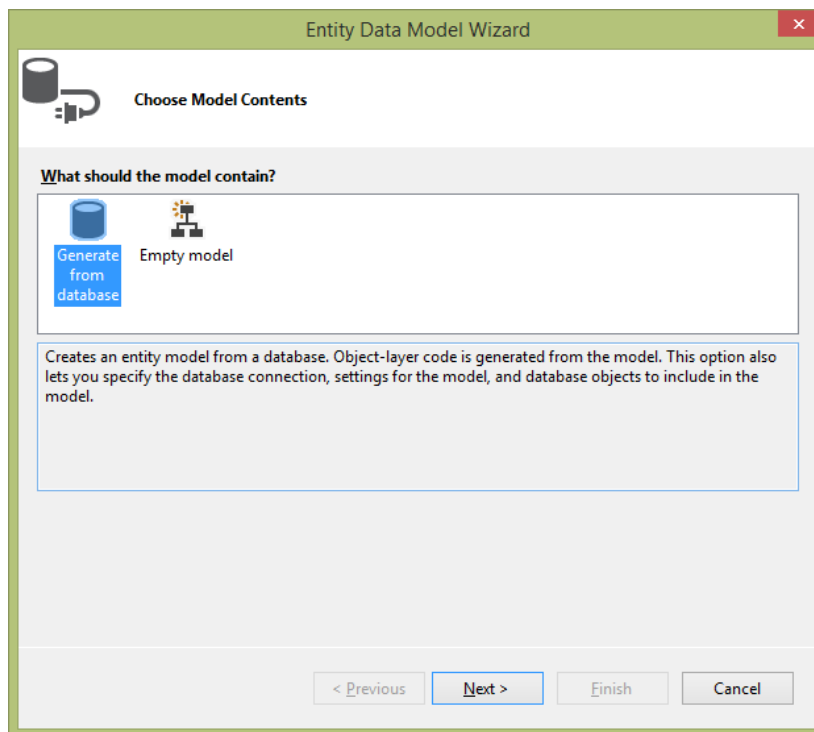 Entity Data Model Wizard
Choose Model Contents
What should the model contain?
Generate
from
database
Empty model
Creates an entity model from a database. Object-layer code is generated from the model. This option also
lets you specify the database connection, settings for the model, and database objects to include in the
model.
< Previous
Next >
Finish
Cancel